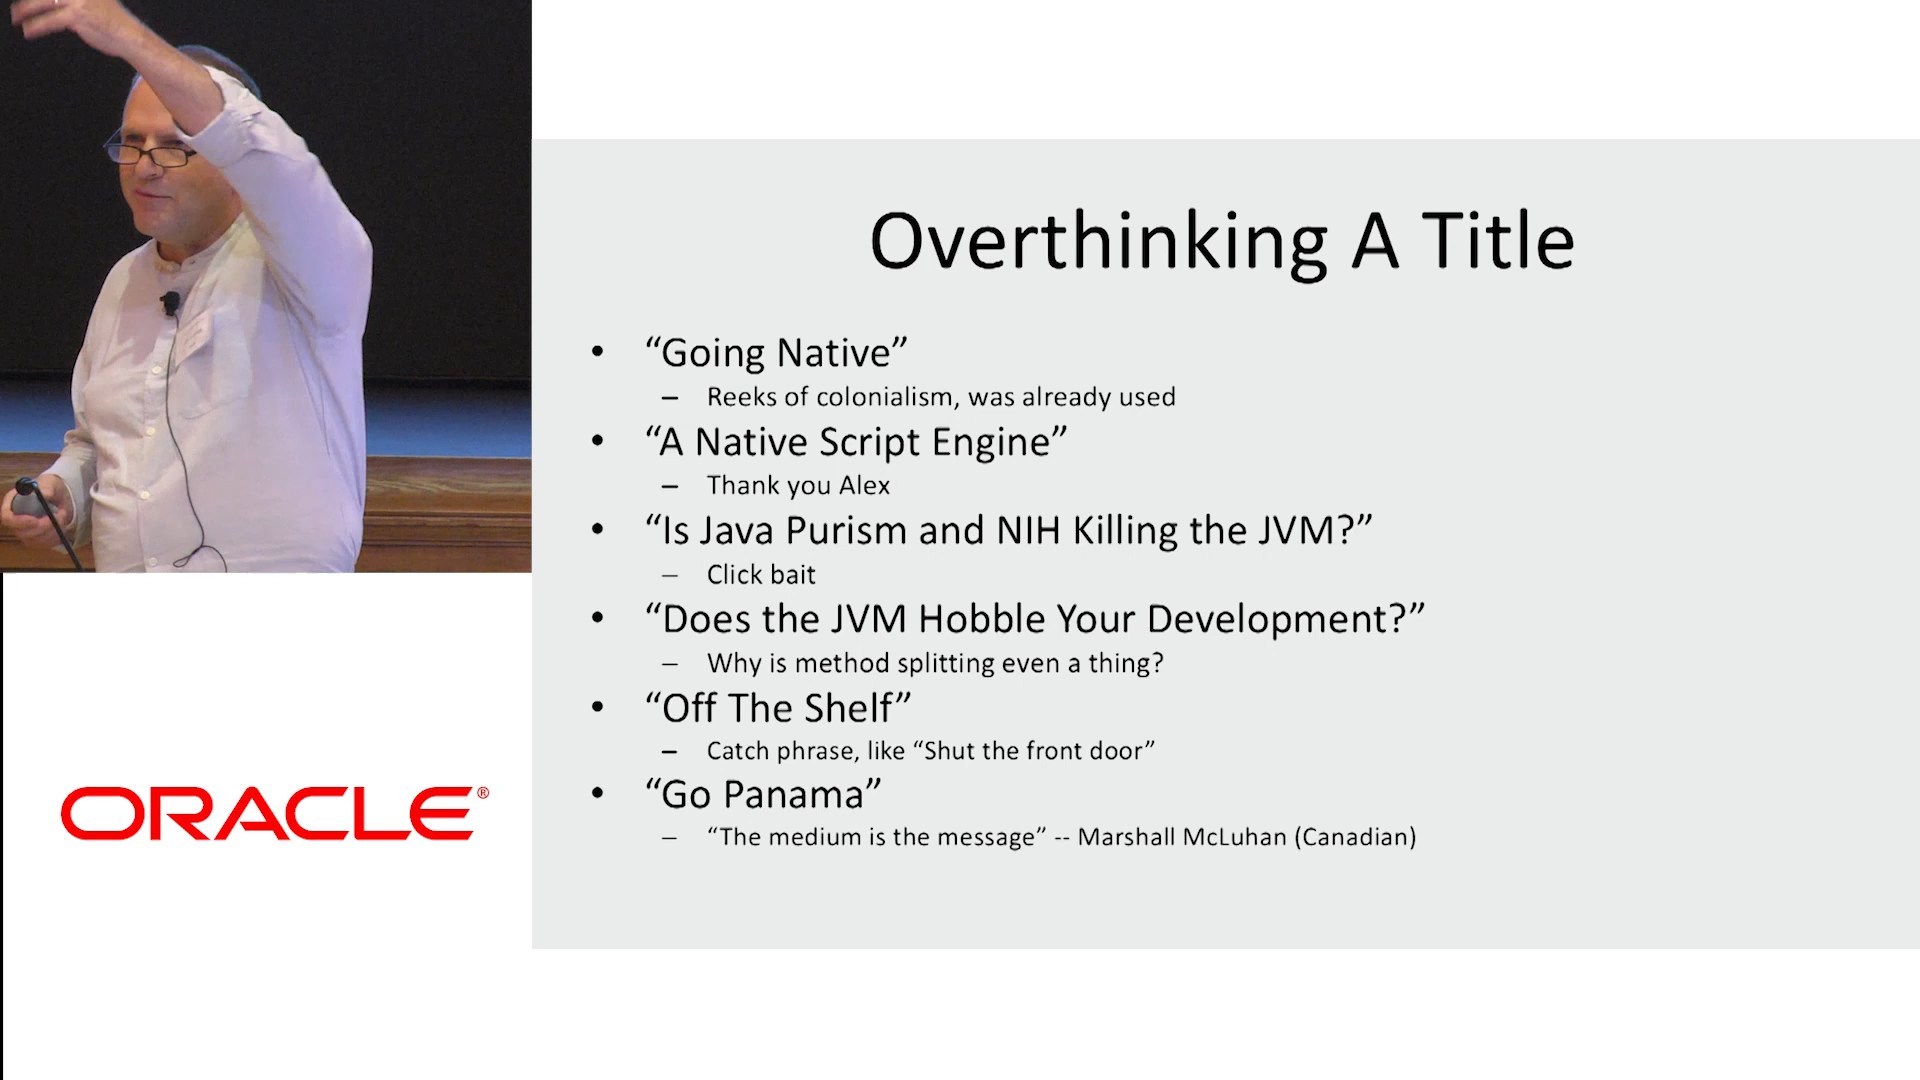 Overthinking A Title
• “Going Native”
– Reeks of colonialism, was already used
• “A Native Script Engine”
– Thank you Alex
• “Is Java Purism and NIH Killing the JVM?”
– Click bait
• “Does the JVM Hobble Your Development?”
– Why is method splitting even a thing?
• “Off The Shelf”
– Catch phrase, like “Shut the front door”
• “Go Panama”
– “The medium is the message” -- Marshall McLuhan (Canadian)
ORACLE®